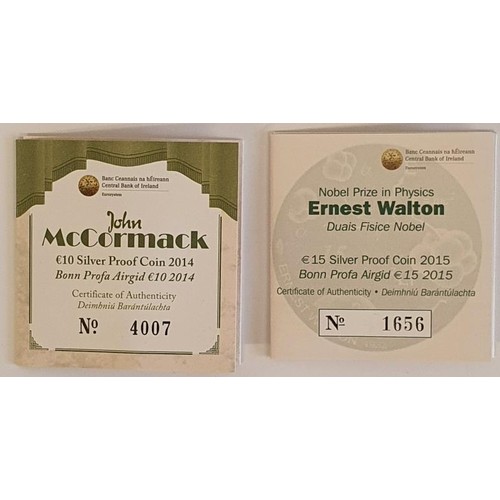 Banc Ceannais na hÉireann
Central Bank of Ireland
Eurosystem
John
McCormack
€10 Silver Proof Coin 2014
Bonn Profa Airgid €10 2014
Certificate of Authenticity
Deimhniú Barántúlachta
No. 4007
Banc Ceannais na hÉireann
Central Bank of Ireland
Eurosystem
Nobel Prize in Physics
Ernest Walton
Duais Fisice Nobel
€15 Silver Proof Coin 2015
Bonn Profa Airgid €15 2015
Certificate of Authenticity • Deimhniú Barántúlachta
No 1656